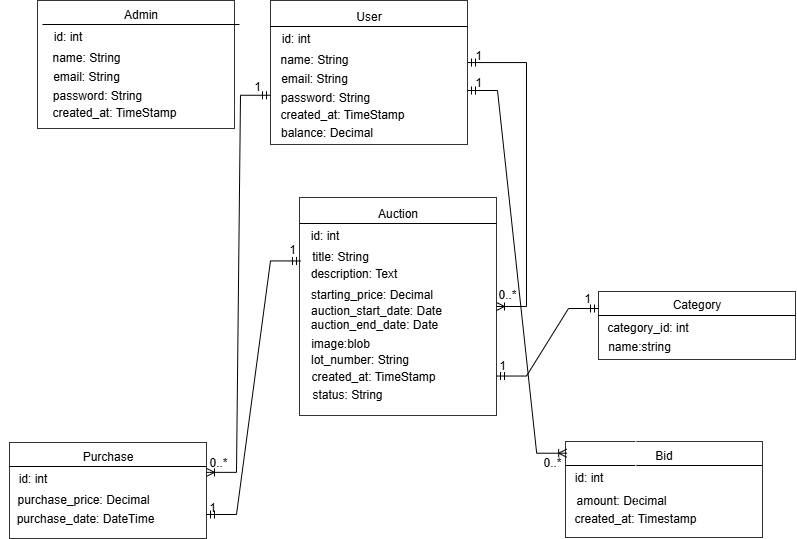 Admin
id: int
name: String
email: String
password: String
created_at: TimeStamp
User
id: int
name: String
email: String
password: String
created_at: TimeStamp
balance: Decimal
1
1
1
Auction
id: int
title: String
description: Text
starting_price: Decimal
auction_start_date: Date
auction_end_date: Date
image:blob
lot_number: String
created_at: TimeStamp
status: String
1
0..*
1
1
Category
category_id: int
name:string
Purchase
id: int
purchase_price: Decimal
purchase_date: DateTime
0..*
1
0..*
Bid
id: int
amount: Decimal
created_at: Timestamp